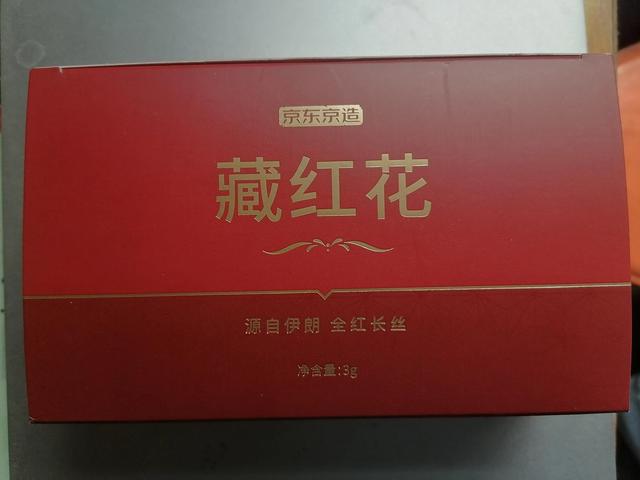 京东京造
藏红花
源自伊朗 全红长丝
净含量:3g